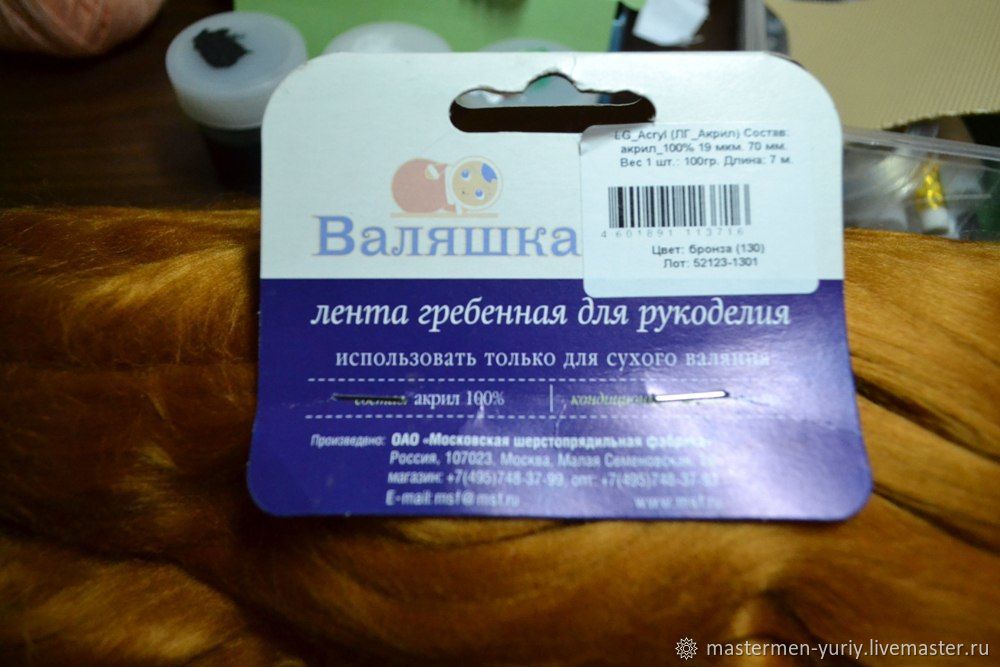 LG_Acryl (ЛГ_Акрил) Состав:
акрил_100% 19 мкм. 70 мм.
Вес 1 шт.: 100гр. Длина: 7 м.
4 601891 113716
Цвет: бронза (130)
Лот: 52123-1301
Валяшка
лента гребенная для рукоделия
использовать только для сухого валяния
состав акрил 100%
Произведено: ОАО «Московская шерстопрядильная фабрика»
Россия, 107023, Москва, Малая Семеновская,
магазин: +7(495)748-37-99, опт: +7(495)748-37-
E-mail: msf@msf.ru www.msf.ru
mastermen-yuriy.livemaster.ru